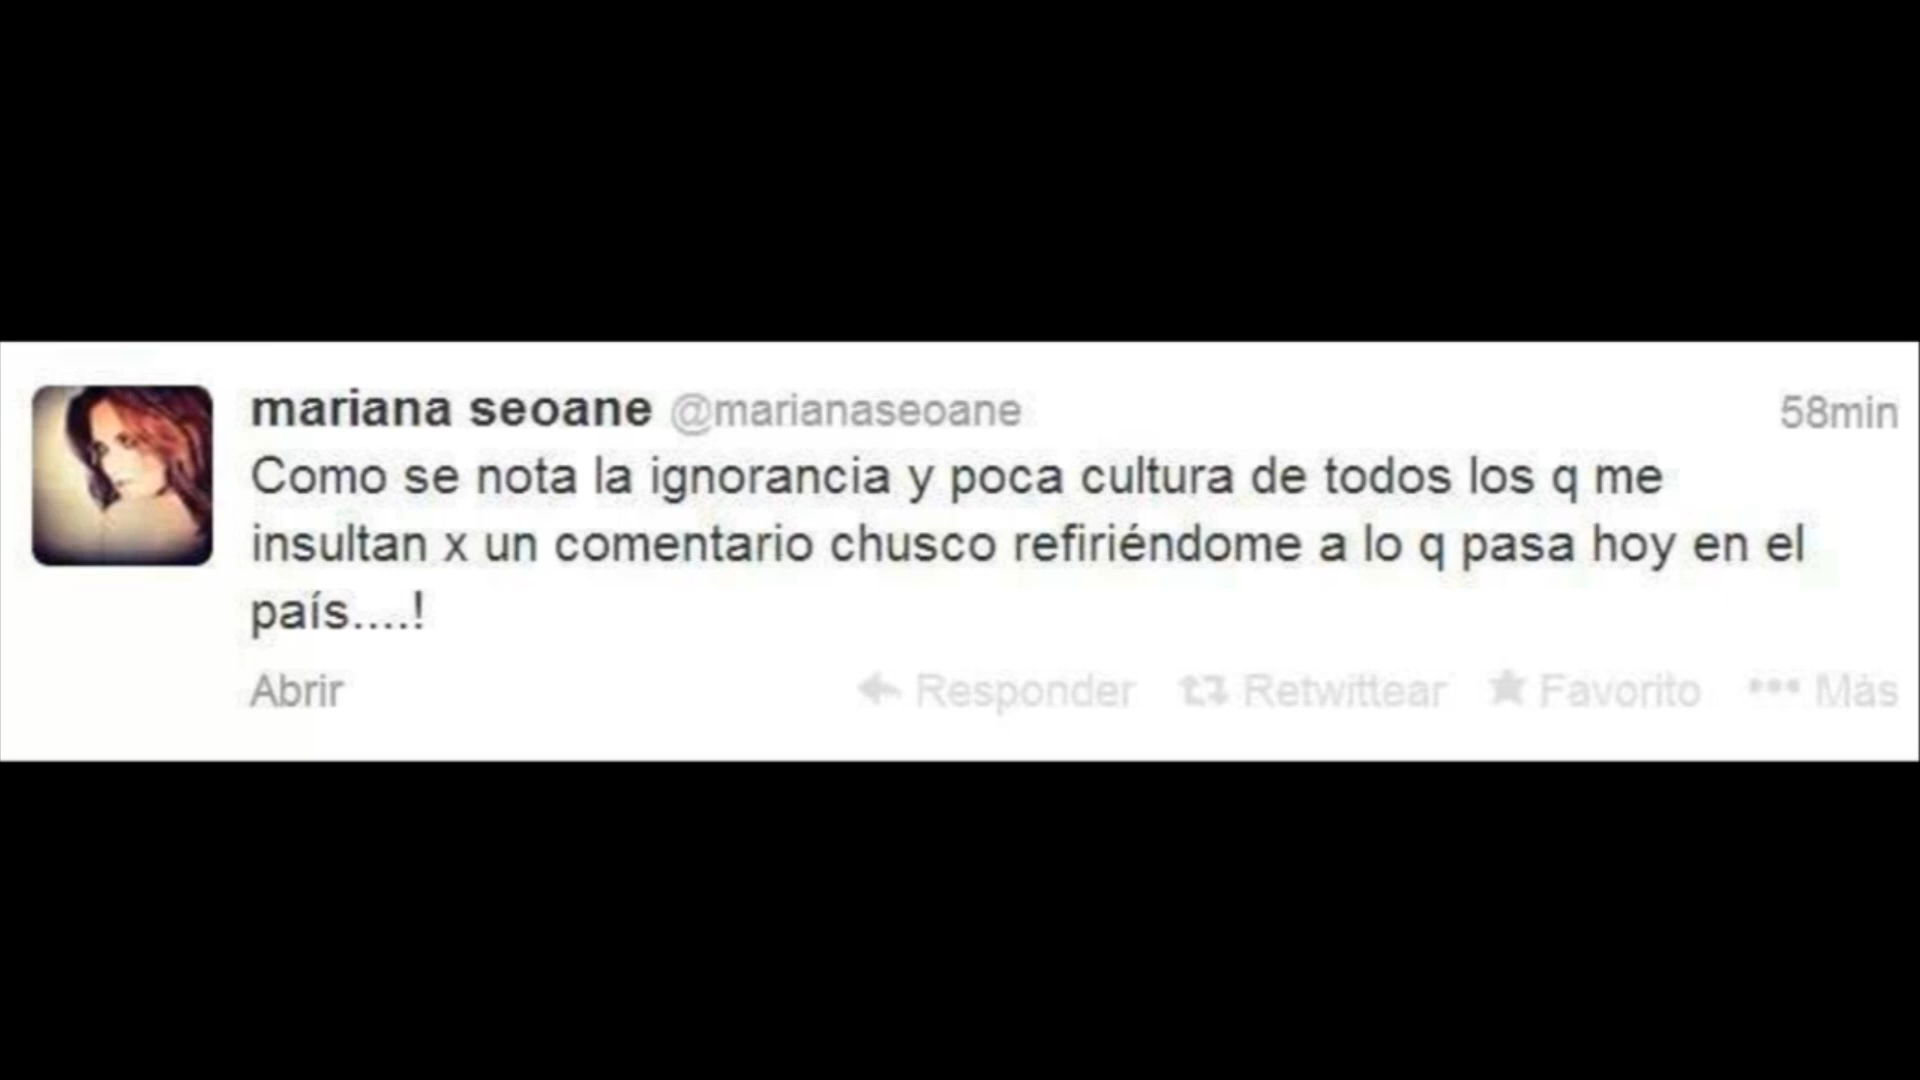 mariana seoane @marianaseoane 58min
Como se nota la ignorancia y poca cultura de todos los q me
insultan x un comentario chusco refiriéndome a lo q pasa hoy en el
país....!
Abrir Responder Retwittear Favorito Más